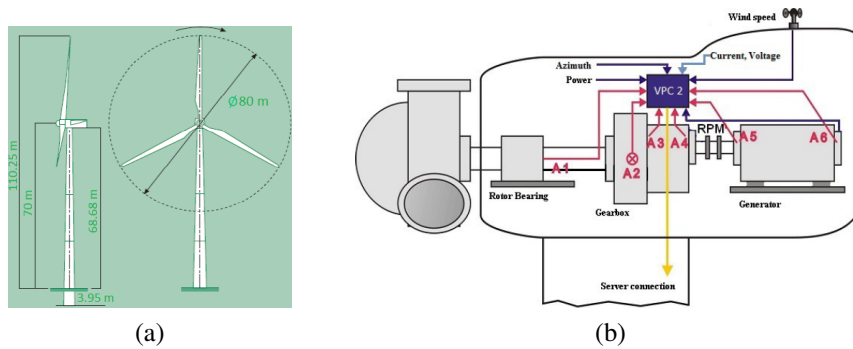 110.25 m
70 m
68.68 m
3.95 m
Ø80 m
(a)
Wind speed
Azimuth
Current, Voltage
Power
VPC 2
RPM
A1
A2
A3
A4
A5
A6
Rotor Bearing
Gearbox
Generator
Server connection
(b)